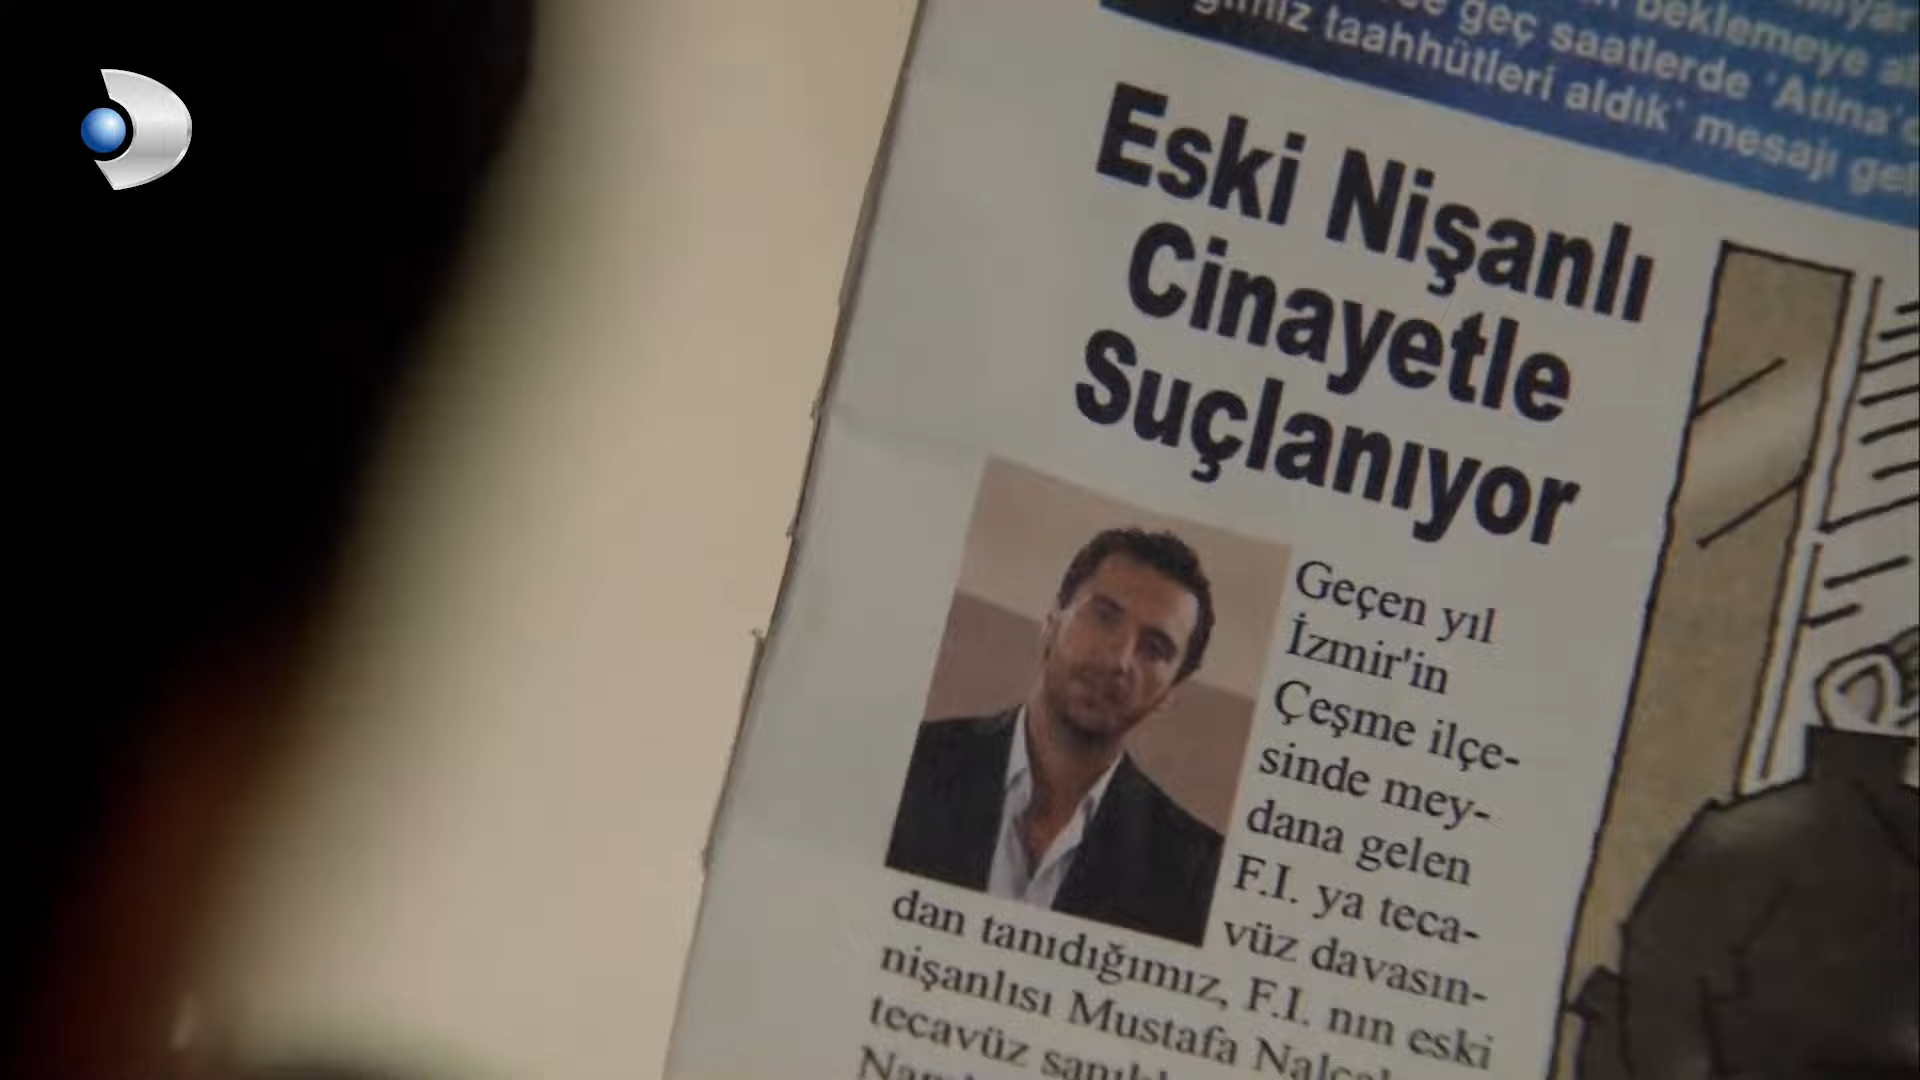 geç saatlerde 'Atina'
taahhütleri aldık' mesajı
beklemeye
Eski Nişanlı
Cinayetle
Suçlanıyor
Geçen yıl
İzmir'in
Çeşme ilçe-
sinde mey-
dana gelen
F.I. ya teca-
vüz davasın-
dan tanıdığımız, F.I. nın eski
nişanlısı Mustafa
tecavüz